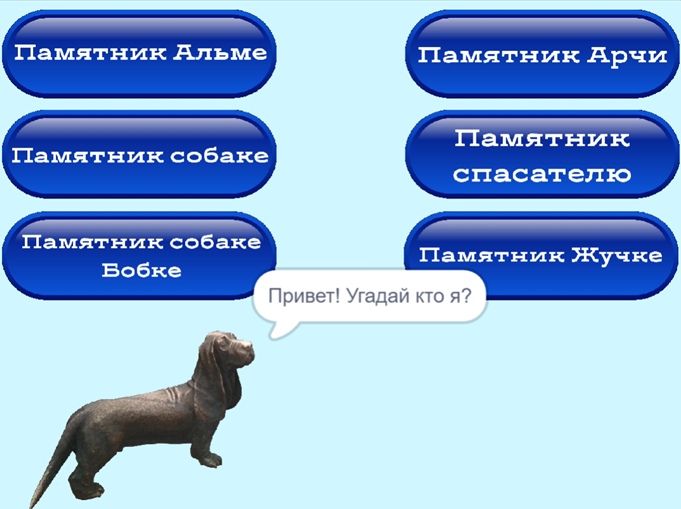 Памятник Альме
Памятник Арчи
Памятник собаке
Памятник
спасателю
Памятник собаке
Бобке
Памятник Жучке
Привет! Угадай кто я?